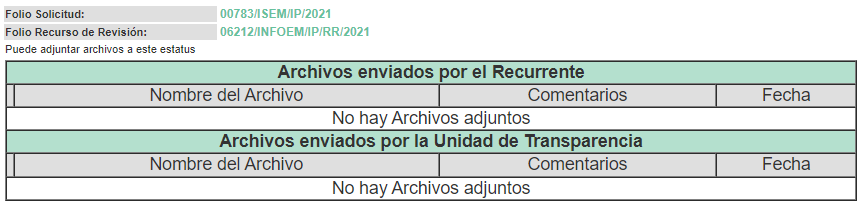 Folio Solicitud: 00783/ISEM/IP/2021
Folio Recurso de Revisión: 06212/INFOEM/IP/RR/2021
Puede adjuntar archivos a este estatus
Archivos enviados por el Recurrente
Nombre del Archivo Comentarios Fecha
No hay Archivos adjuntos
Archivos enviados por la Unidad de Transparencia
Nombre del Archivo Comentarios Fecha
No hay Archivos adjuntos